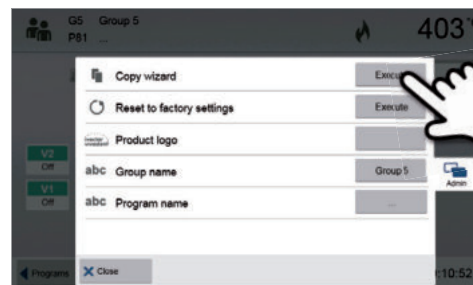 G5 Group 5
P81 ...
403°
Copy wizard
Execut
Reset to factory settings
Execute
Product logo
V2
Off
abc Group name
Group 5
Admin
V1
Off
abc Program name
...
Programs
Close
:10:52